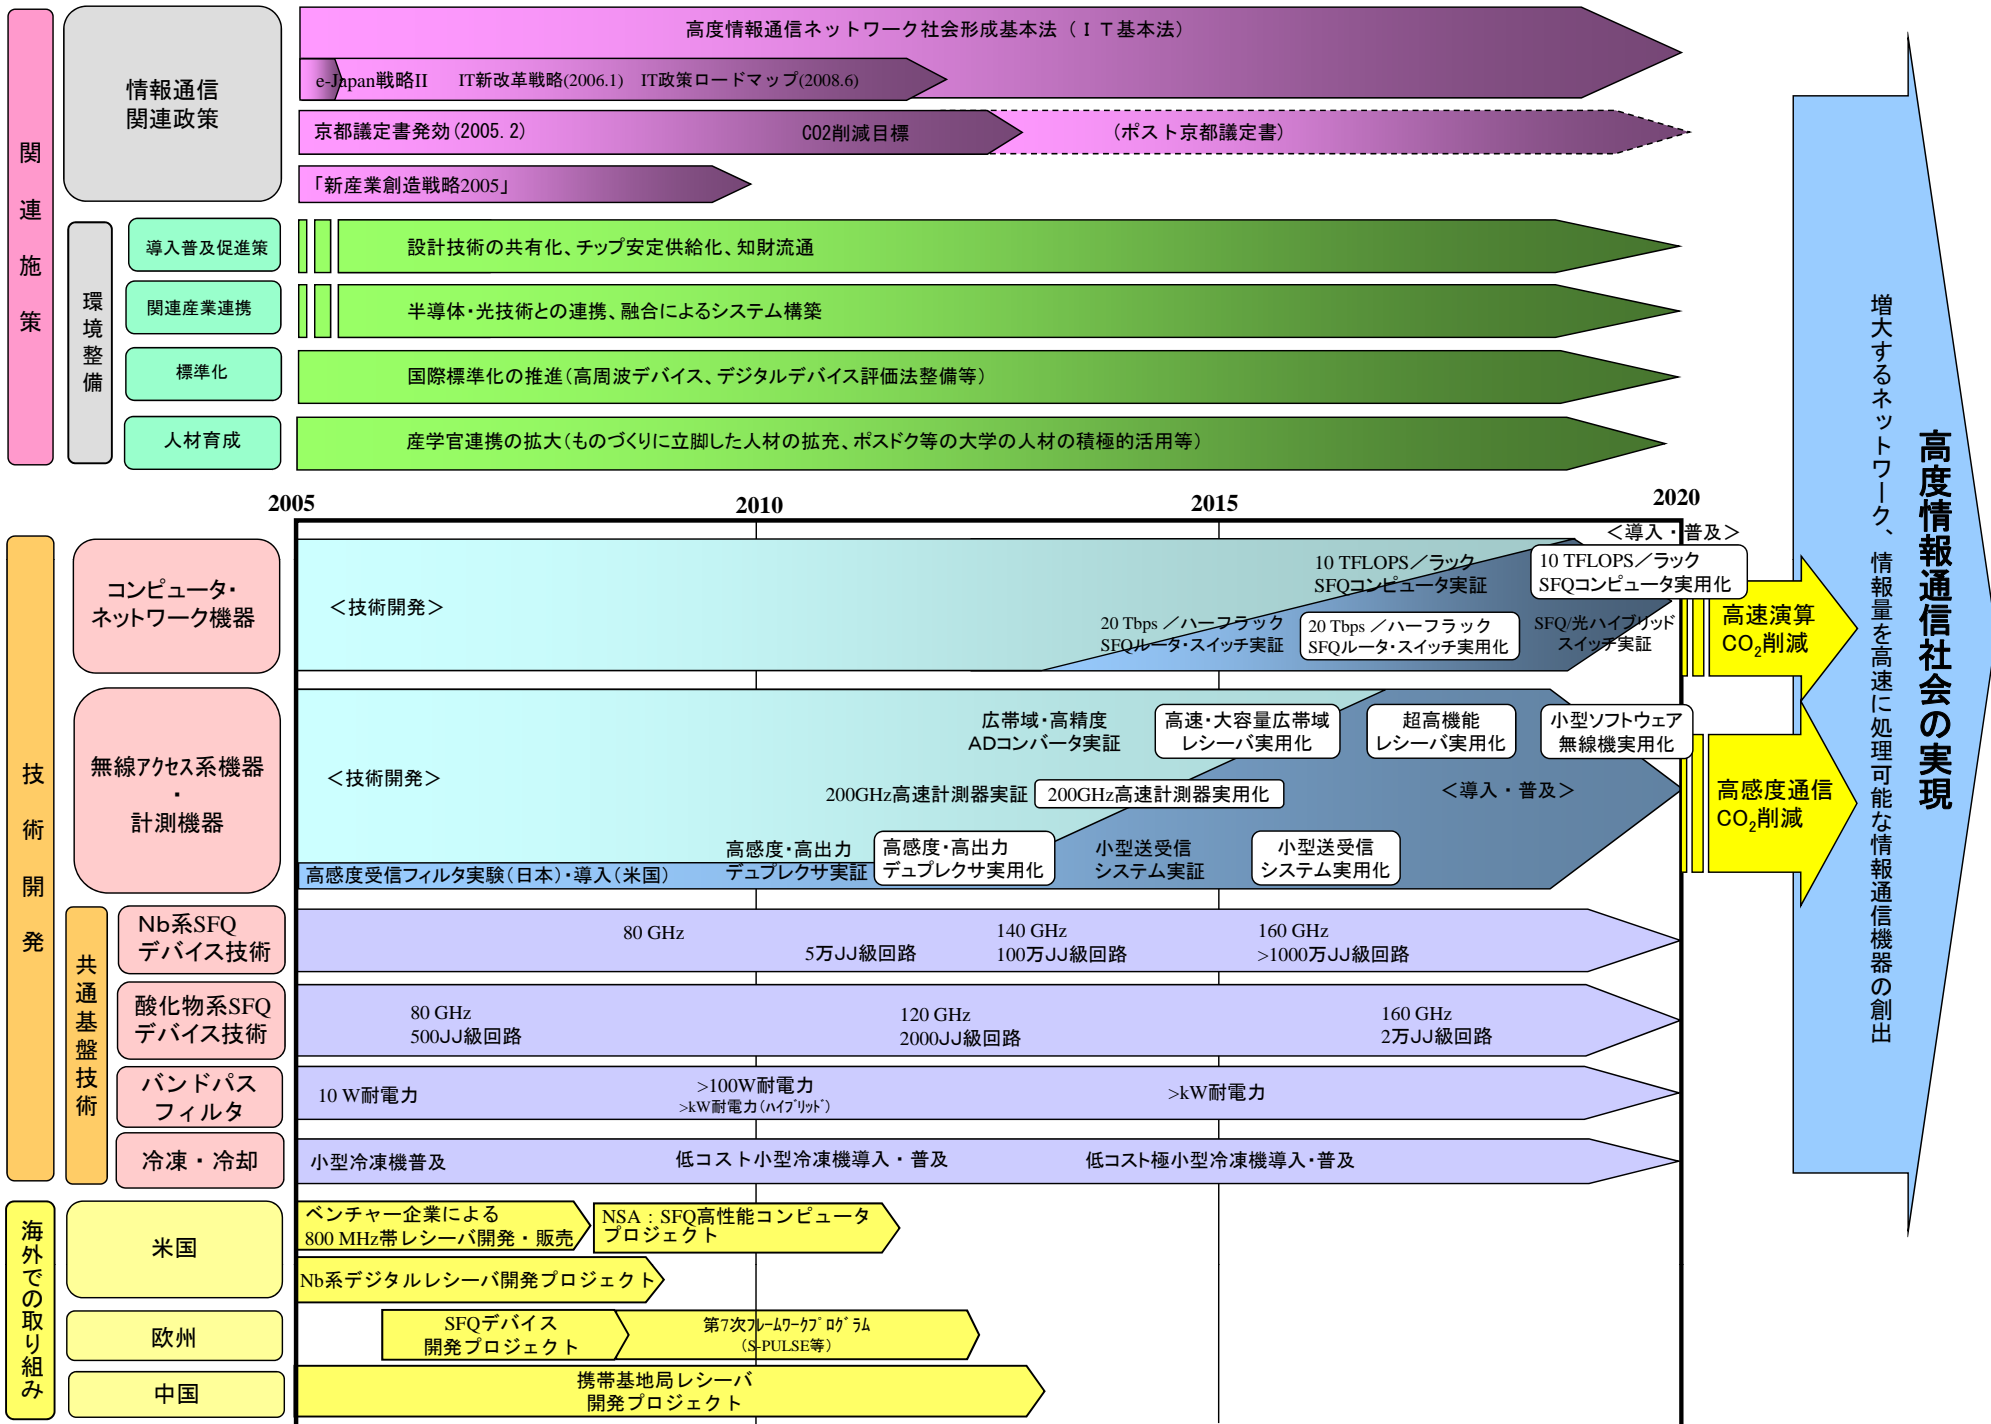 関連施策
情報通信
関連政策
高度情報通信ネットワーク社会形成基本法（ＩＴ基本法）
e-Japan戦略II　IT新改革戦略(2006.1)　IT政策ロードマップ(2008.6)
京都議定書発効(2005.2)　CO2削減目標　（ポスト京都議定書）
「新産業創造戦略2005」
環境整備
導入普及促進策
設計技術の共有化、チップ安定供給化、知財流通
関連産業連携
半導体・光技術との連携、融合によるシステム構築
標準化
国際標準化の推進（高周波デバイス、デジタルデバイス評価法整備等）
人材育成
産学官連携の拡大（ものづくりに立脚した人材の拡充、ポスドク等の大学の人材の積極的活用等）
2005　2010　2015　2020
技術開発
コンピュータ・
ネットワーク機器
＜技術開発＞
＜導入・普及＞
10 TFLOPS／ラック
SFQコンピュータ実証
10 TFLOPS／ラック
SFQコンピュータ実用化
20 Tbps ／ハーフラック
SFQルータ・スイッチ実証
20 Tbps ／ハーフラック
SFQルータ・スイッチ実用化
SFQ/光ハイブリッド
スイッチ実証
高速演算
CO2削減
無線アクセス系機器
・
計測機器
＜技術開発＞
広帯域・高精度
ＡＤコンバータ実証
高速・大容量広帯域
レシーバ実用化
超高機能
レシーバ実用化
小型ソフトウェア
無線機実用化
200GHz高速計測器実証
200GHz高速計測器実用化
＜導入・普及＞
高感度・高出力
デュプレクサ実証
高感度・高出力
デュプレクサ実用化
小型送受信
システム実証
小型送受信
システム実用化
高感度受信フィルタ実験（日本）・導入（米国）
高感度通信
CO2削減
共通基盤技術
Ｎb系SFQ
デバイス技術
80 GHz
5万JJ級回路
140 GHz
100万JJ級回路
160 GHz
>1000万JJ級回路
酸化物系SFQ
デバイス技術
80 GHz
500JJ級回路
120 GHz
2000JJ級回路
160 GHz
2万JJ級回路
バンドパス
フィルタ
10 W耐電力
>100W耐電力
>kW耐電力(ﾊｲﾌﾞﾘｯﾄﾞ)
>kW耐電力
冷凍・冷却
小型冷凍機普及
低コスト小型冷凍機導入・普及
低コスト極小型冷凍機導入・普及
海外での取り組み
米国
ベンチャー企業による
800 MHz帯レシーバ開発・販売
NSA：SFQ高性能コンピュータ
プロジェクト
Nb系デジタルレシーバ開発プロジェクト
欧州
SFQデバイス
開発プロジェクト
第7次ﾌﾚｰﾑﾜｰｸﾌﾟﾛｸﾞﾗﾑ
（S-PULSE等）
中国
携帯基地局レシーバ
開発プロジェクト
増大するネットワーク、情報量を高速に処理可能な情報通信機器の創出
高度情報通信社会の実現